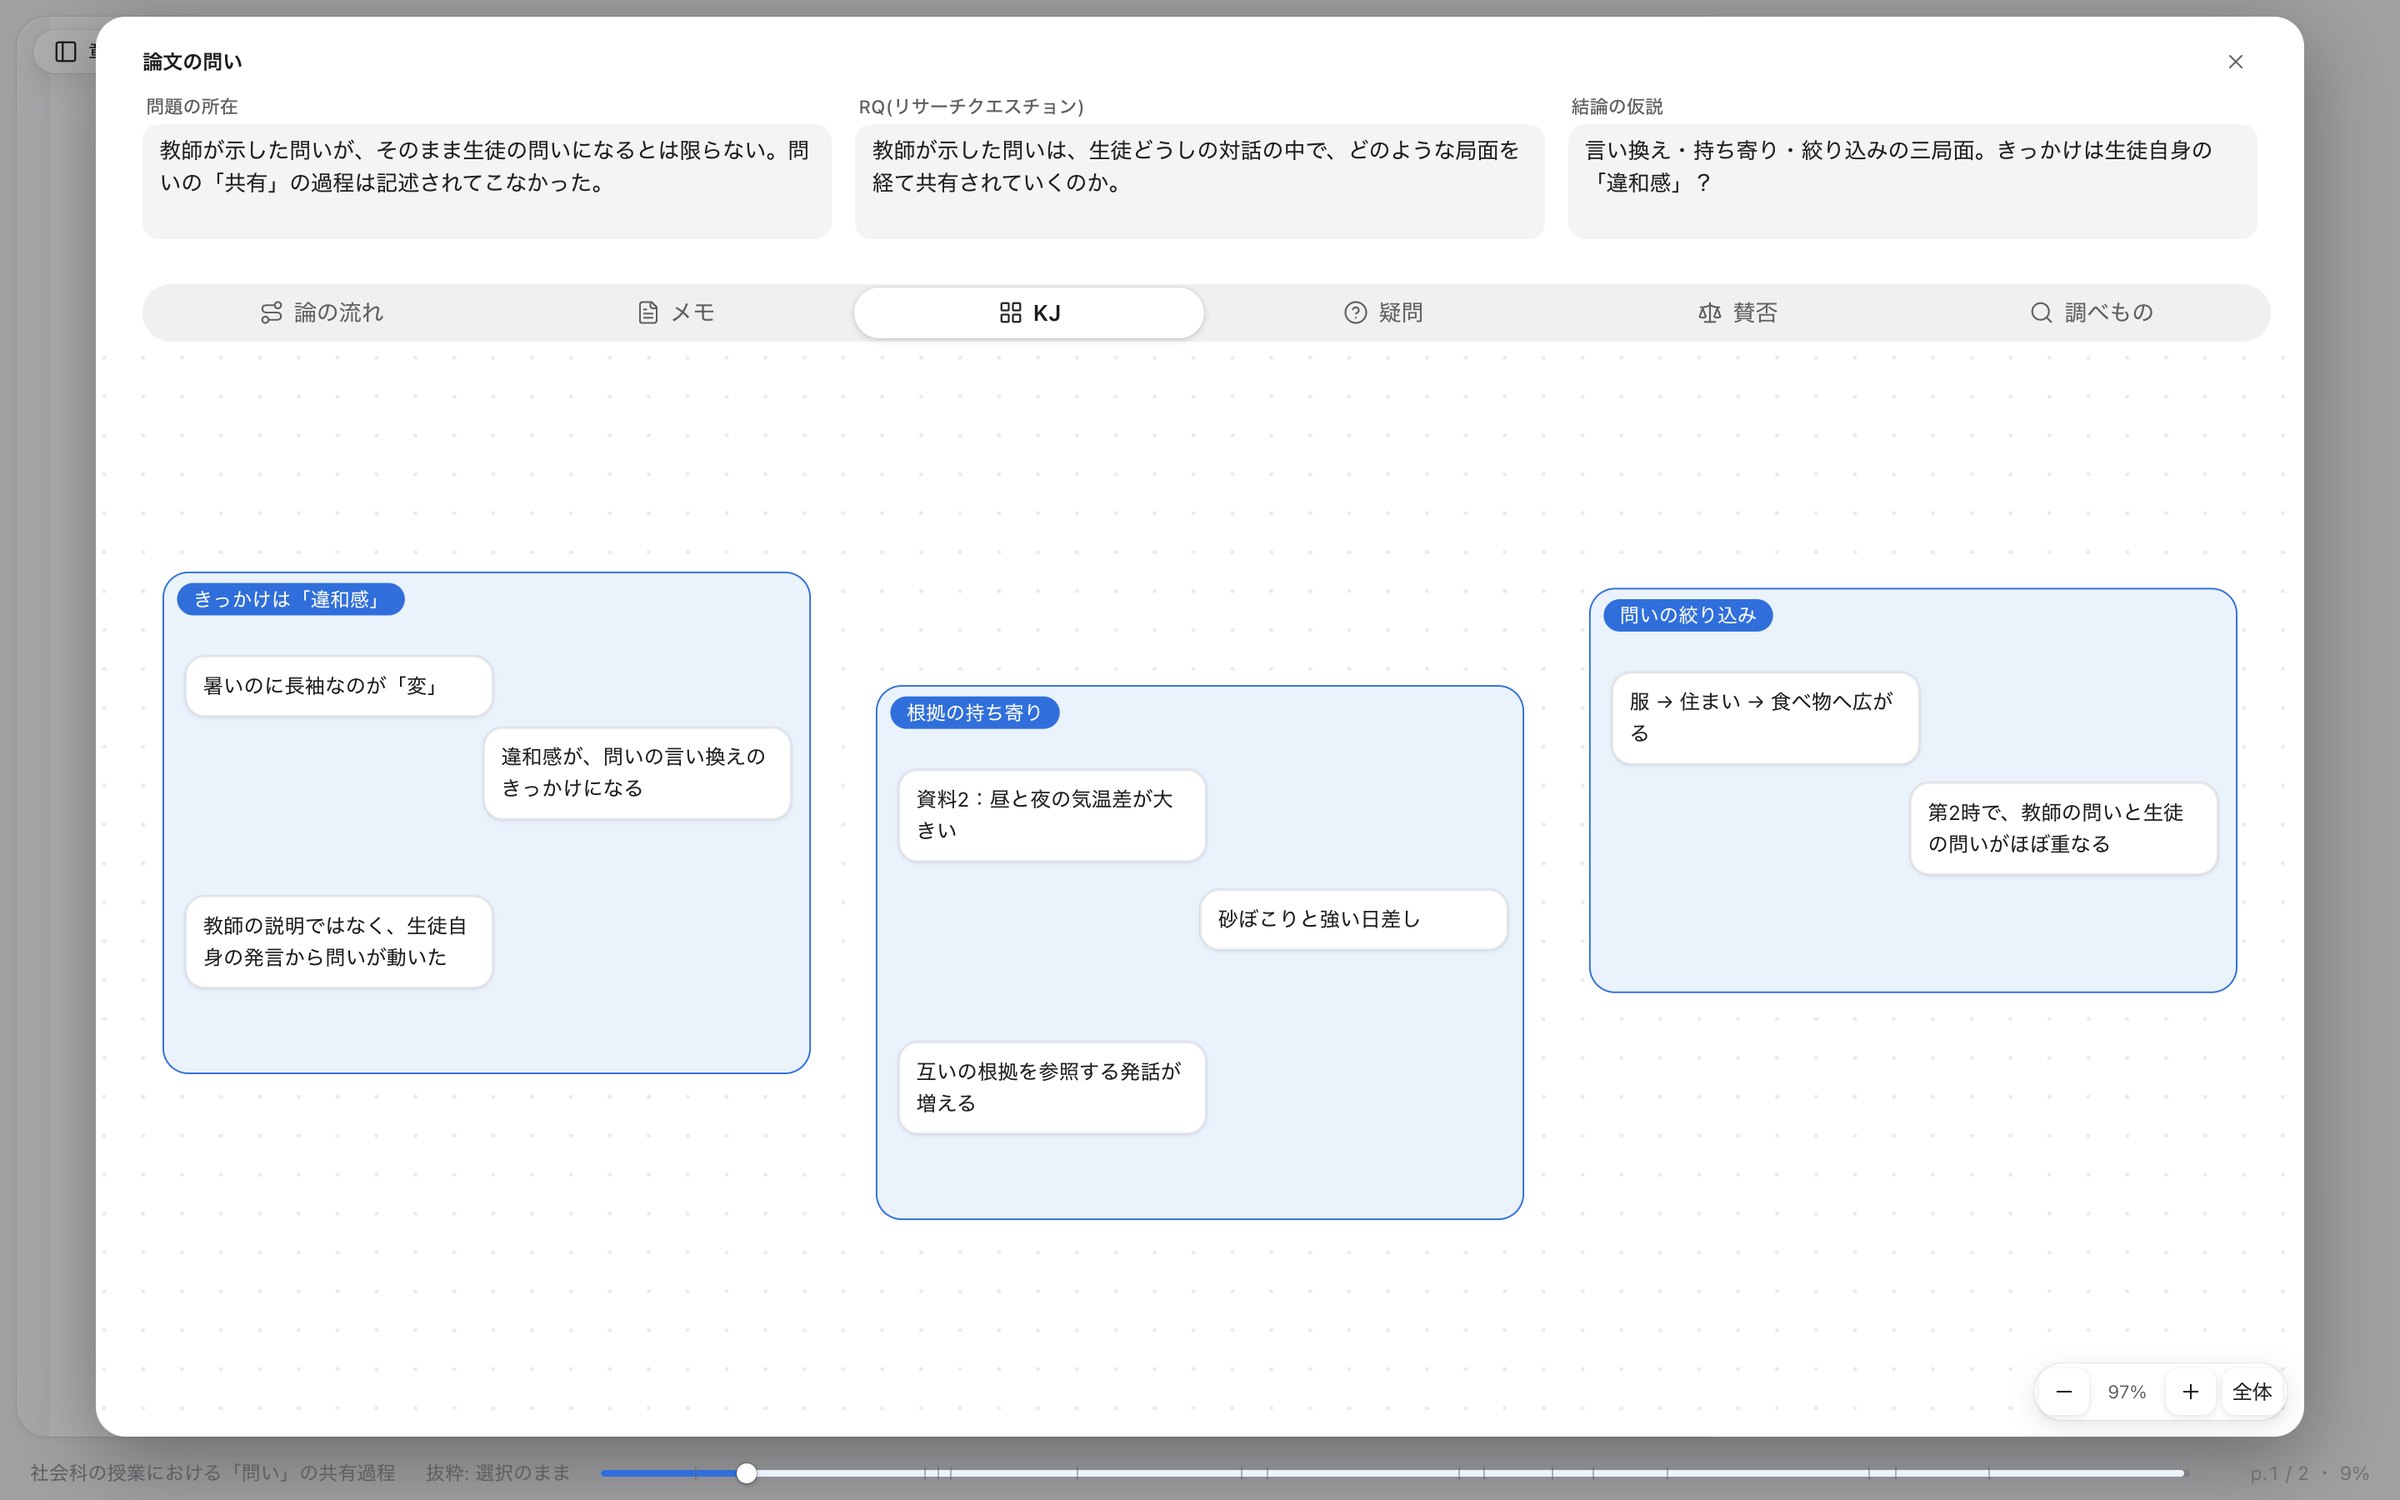 論文の問い
問題の所在
教師が示した問いが、そのまま生徒の問いになるとは限らない。問
いの「共有」の過程は記述されてこなかった。
RQ(リサーチクエスチョン)
教師が示した問いは、生徒どうしの対話の中で、どのような局面を
経て共有されていくのか。
結論の仮説
言い換え・持ち寄り・絞り込みの三局面。きっかけは生徒自身の
「違和感」？
論の流れ
メモ
KJ
疑問
賛否
調べもの
きっかけは「違和感」
暑いのに長袖なのが「変」
違和感が、問いの言い換えの
きっかけになる
教師の説明ではなく、生徒自
身の発言から問いが動いた
根拠の持ち寄り
資料2：昼と夜の気温差が大
きい
砂ぼこりと強い日差し
互いの根拠を参照する発話が
増える
問いの絞り込み
服 → 住まい → 食べ物へ広が
る
第2時で、教師の問いと生徒
の問いがほぼ重なる
97%
全体
社会科の授業における「問い」の共有過程
抜粋: 選択のまま
p.1 / 2 ・ 9%